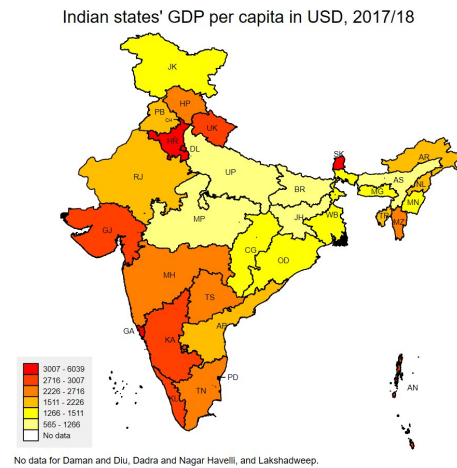 Indian states' GDP per capita in USD, 2017/18
JK
HP
PB
CH
UK
HR
DL
SK
AR
RJ
UP
AS
NL
BR
MG
MN
TR
MZ
GJ
MP
JH
WB
CG
OD
MH
TS
GA
KA
AP
PD
TN
KL
AN
3007 - 6039
2716 - 3007
2226 - 2716
1511 - 2226
1266 - 1511
565 - 1266
No data
No data for Daman and Diu, Dadra and Nagar Havelli, and Lakshadweep.